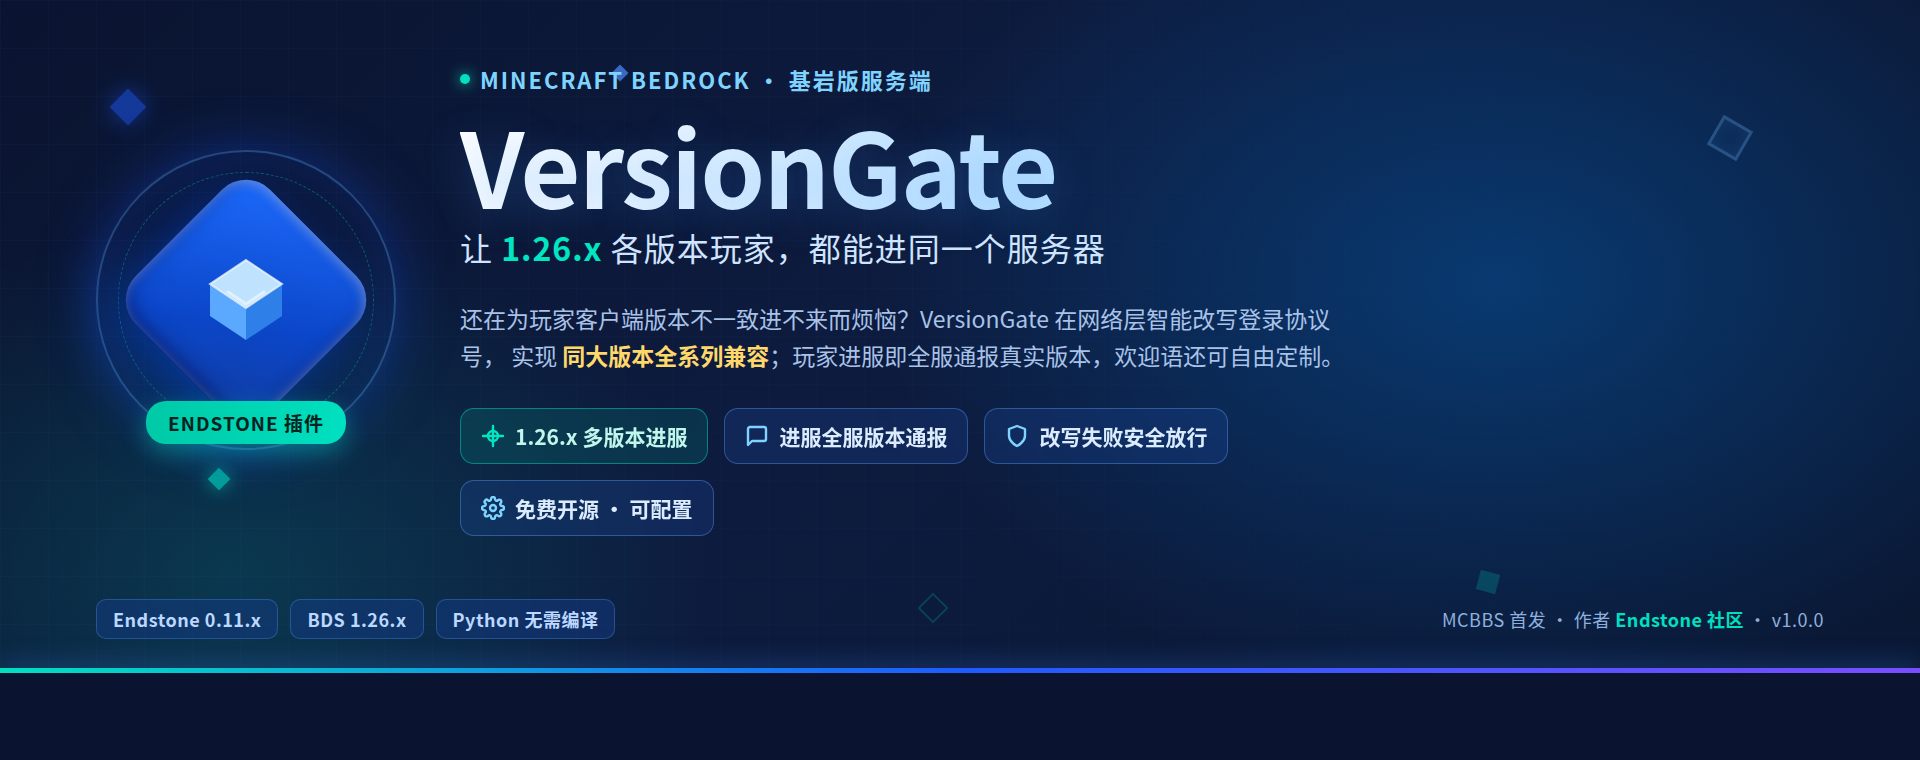 MINECRAFT BEDROCK · 基岩版服务端
VersionGate
让 1.26.x 各版本玩家，都能进同一个服务器
还在为玩家客户端版本不一致进不来而烦恼？VersionGate 在网络层智能改写登录协议
号， 实现 同大版本全系列兼容；玩家进服即全服通报真实版本，欢迎语还可自由定制。
ENDSTONE 插件
1.26.x 多版本进服
进服全服版本通报
改写失败安全放行
免费开源 · 可配置
Endstone 0.11.x
BDS 1.26.x
Python 无需编译
MCBBS 首发 · 作者 Endstone 社区 · v1.0.0